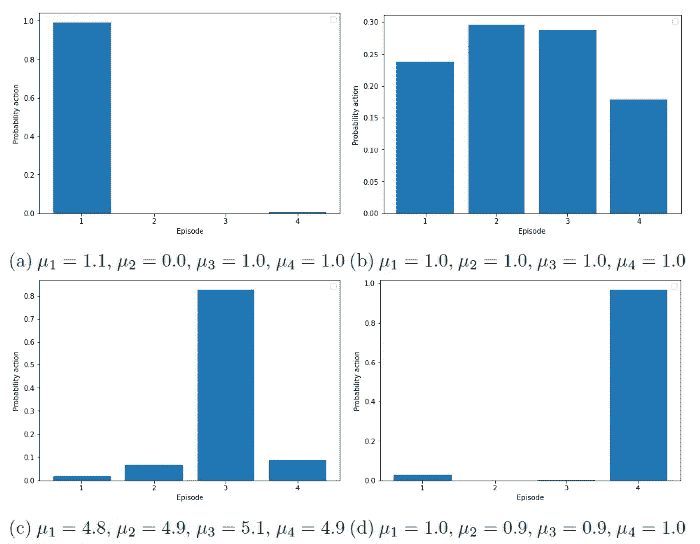 1.0
0.8
0.6
0.4
0.2
0.0
Probability action
1 2 3 4
Episode
0.30
0.25
0.20
0.15
0.10
0.05
0.00
Probability action
1 2 3 4
Episode
(a) μ₁ = 1.1, μ₂ = 0.0, μ₃ = 1.0, μ₄ = 1.0 (b) μ₁ = 1.0, μ₂ = 1.0, μ₃ = 1.0, μ₄ = 1.0
0.8
0.7
0.6
0.5
0.4
0.3
0.2
0.1
0.0
Probability action
1 2 3 4
Episode
1.0
0.8
0.6
0.4
0.2
0.0
Probability action
1 2 3 4
Episode
(c) μ₁ = 4.8, μ₂ = 4.9, μ₃ = 5.1, μ₄ = 4.9 (d) μ₁ = 1.0, μ₂ = 0.9, μ₃ = 0.9, μ₄ = 1.0